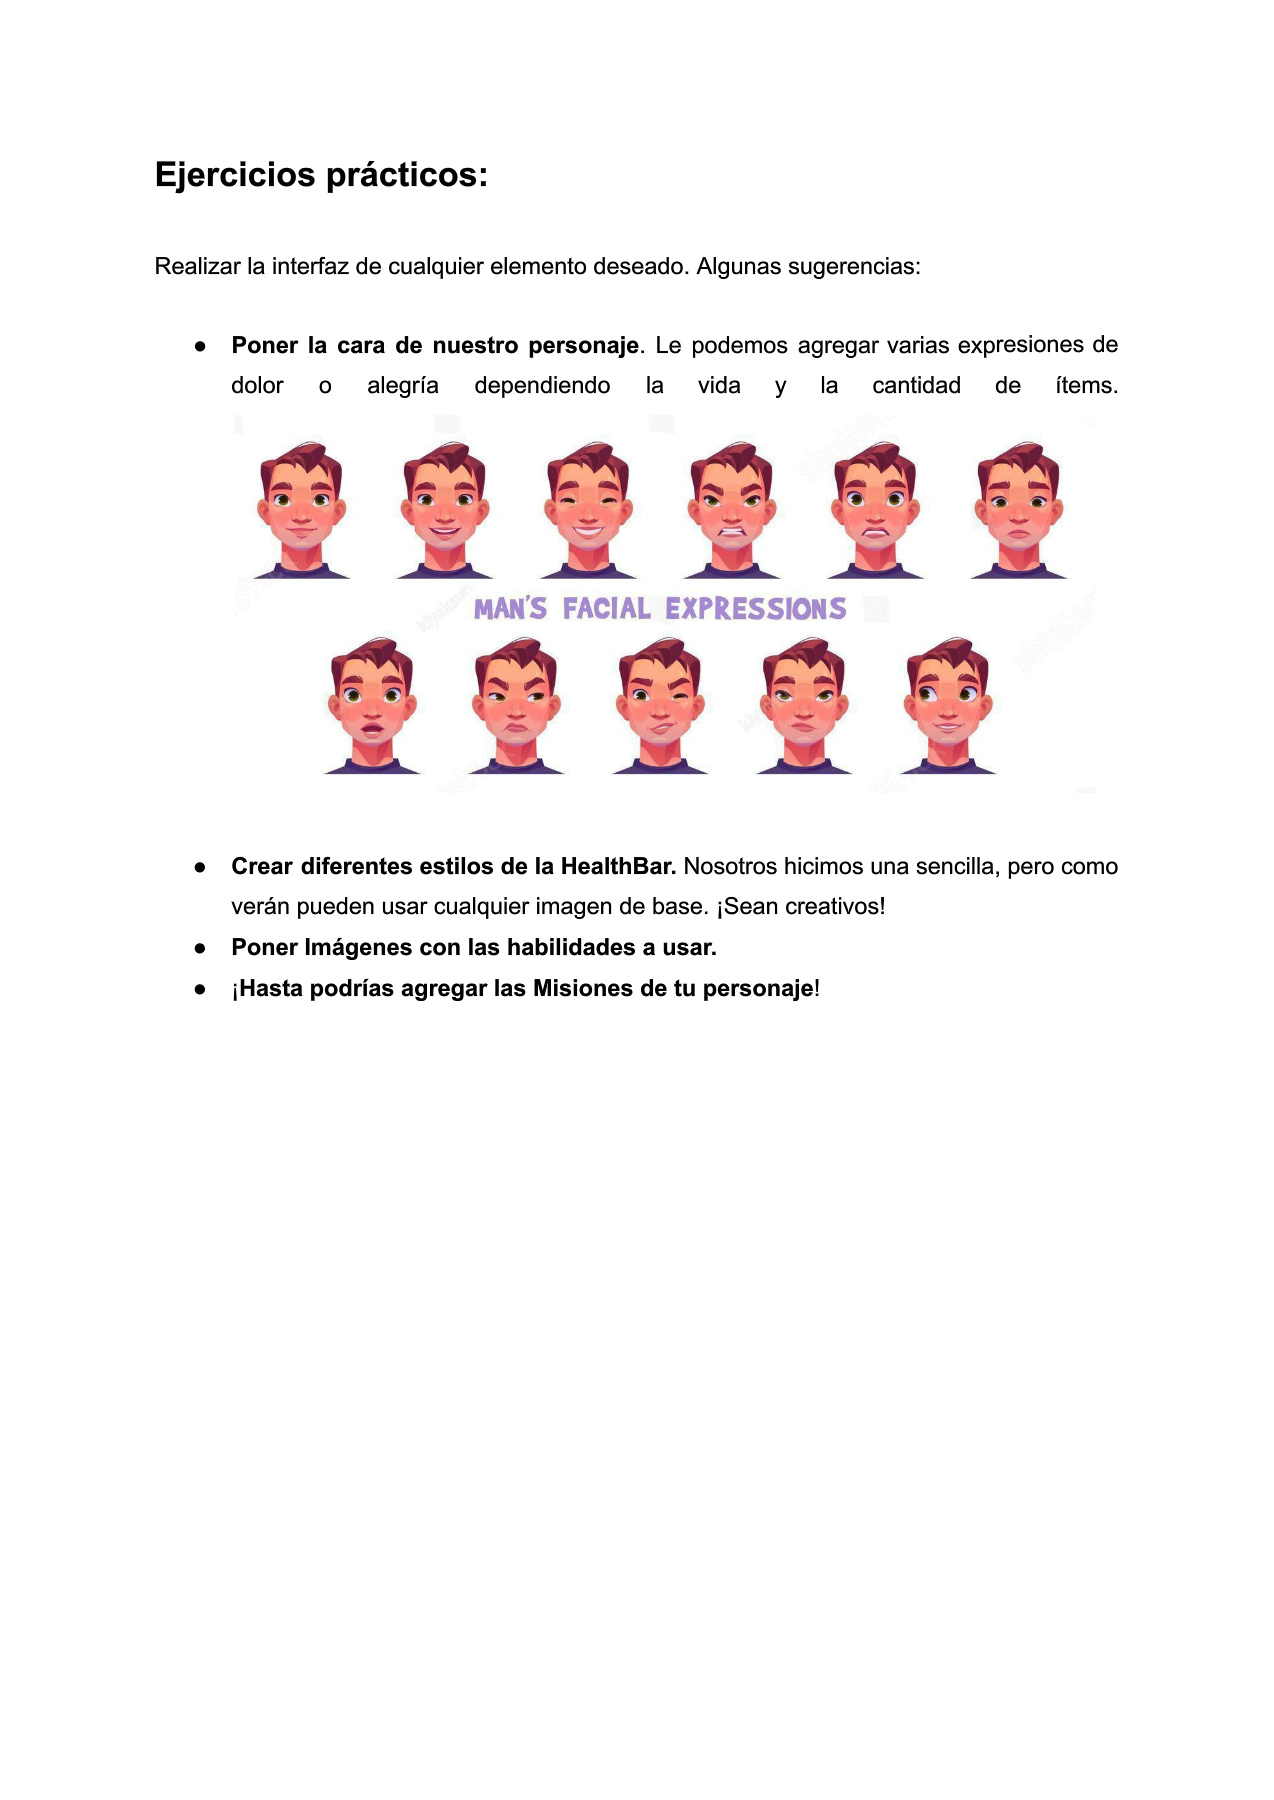 Ejercicios prácticos:
Realizar la interfaz de cualquier elemento deseado. Algunas sugerencias:
● Poner la cara de nuestro personaje. Le podemos agregar varias expresiones de
dolor o alegría dependiendo la vida y la cantidad de ítems.
MAN'S FACIAL EXPRESSIONS
● Crear diferentes estilos de la HealthBar. Nosotros hicimos una sencilla, pero como
verán pueden usar cualquier imagen de base. ¡Sean creativos!
● Poner Imágenes con las habilidades a usar.
● ¡Hasta podrías agregar las Misiones de tu personaje!